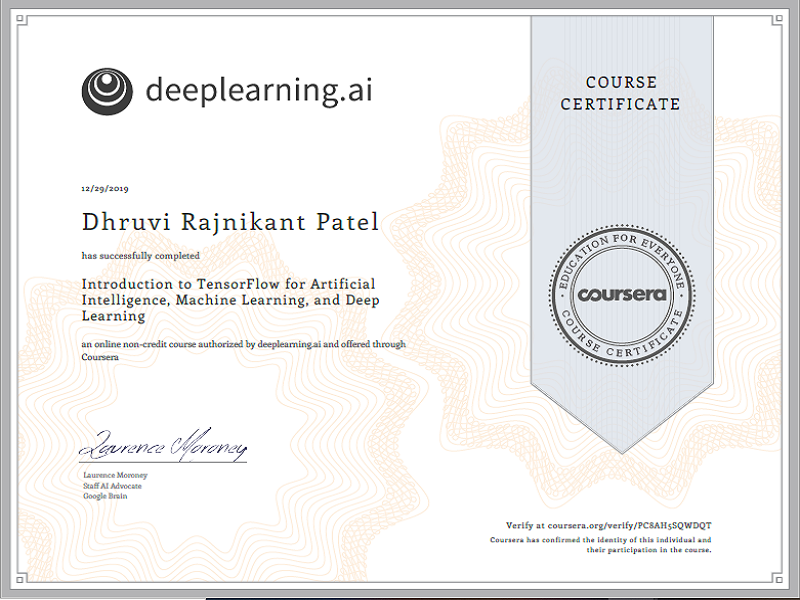 deeplearning.ai
COURSE
CERTIFICATE
12/29/2019
Dhruvi Rajnikant Patel
has successfully completed
Introduction to TensorFlow for Artificial
Intelligence, Machine Learning, and Deep
Learning
an online non-credit course authorized by deeplearning.ai and offered through
Coursera
EDUCATION FOR EVERYONE
coursera
COURSE CERTIFICATE
Laurence Moroney
Laurence Moroney
Staff AI Advocate
Google Brain
Verify at coursera.org/verify/PC8AH5SQWDQT
Coursera has confirmed the identity of this individual and
their participation in the course.